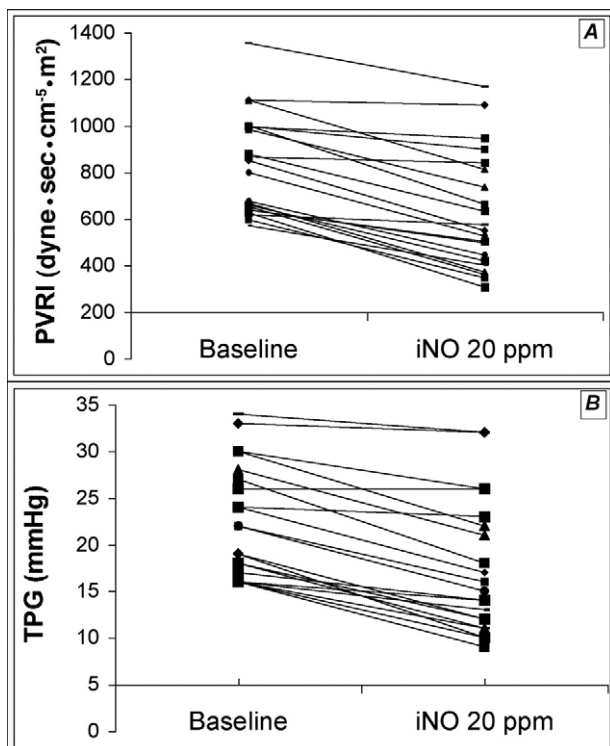 A
PVRI (dyne•sec•cm⁻⁵•m²)
1400
1200
1000
800
600
400
200
0
Baseline iNO 20 ppm
B
TPG (mmHg)
35
30
25
20
15
10
5
0
Baseline iNO 20 ppm